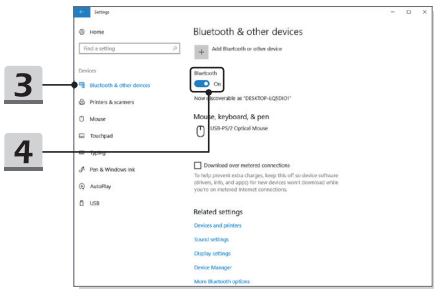 Settings
Home
Find a setting
Devices
Bluetooth & other devices
Printers & scanners
Mouse
Touchpad
Typing
Pen & Windows Ink
AutoPlay
USB
Bluetooth & other devices
Add Bluetooth or other device
Bluetooth
On
Now discoverable as "DESKTOP-LQSDI01"
Mouse, keyboard, & pen
USB-PS/2 Optical Mouse
Download over metered connections
To help prevent extra charges, keep this off so device software
(drivers, info, and apps) for new devices won't download while
you're on metered Internet connections.
Related settings
Devices and printers
Sound settings
Display settings
Device Manager
More Bluetooth options
3
4